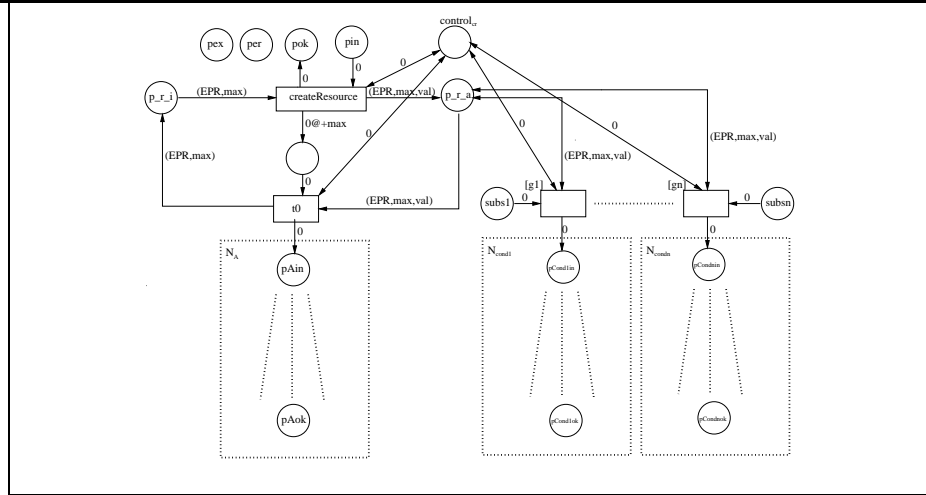 control_cr
pex per pok pin
0 0 0
p_r_i (EPR,max) createResource (EPR,max,val) p_r_a
0@+max 0 0 0
(EPR,max) (EPR,max,val) (EPR,max,val)
0 [g1] [gn]
t0 (EPR,max,val) subs1 0 0 subsn
0 0 0
N_A N_cond1 N_condn
pAin pCond1in pCondnin
pAok pCond1ok pCondnok